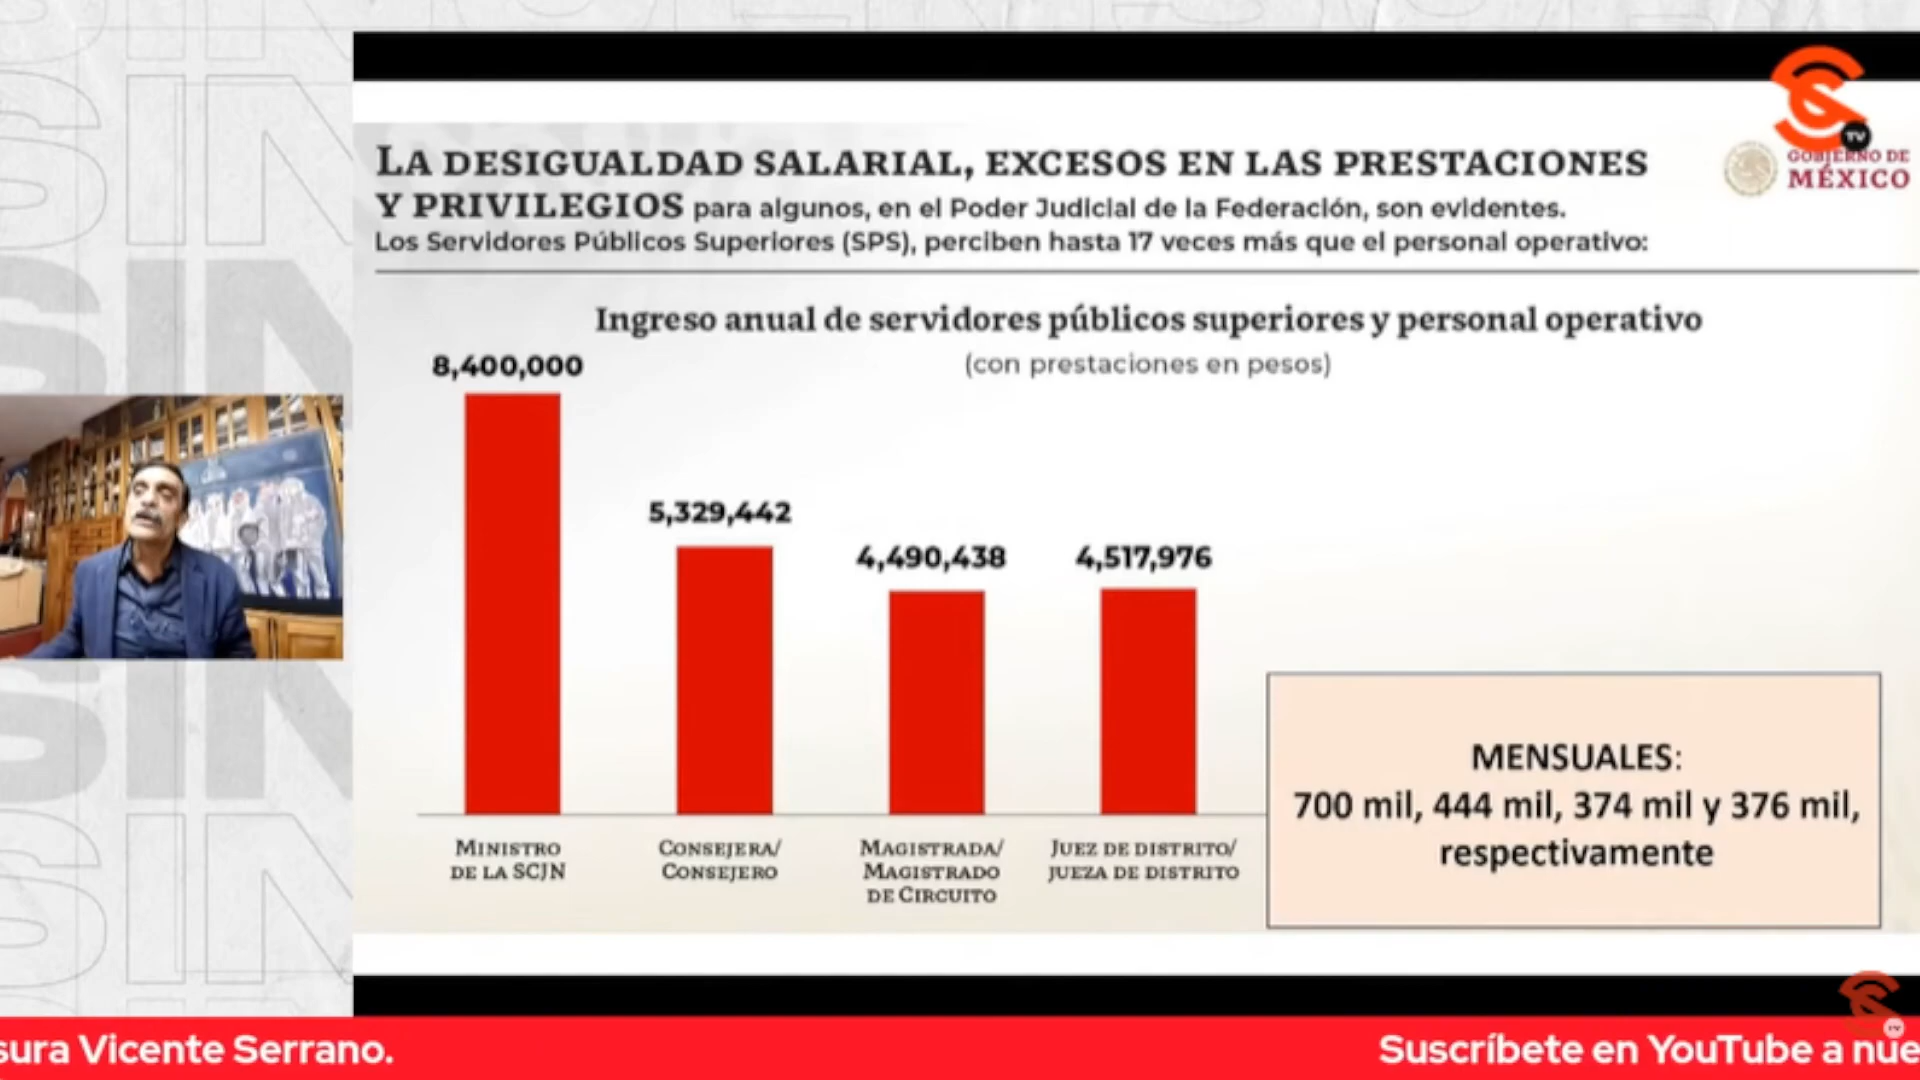 LA DESIGUALDAD SALARIAL, EXCESOS EN LAS PRESTACIONES
Y PRIVILEGIOS para algunos, en el Poder Judicial de la Federación, son evidentes.
Los Servidores Públicos Superiores (SPS), perciben hasta 17 veces más que el personal operativo:
TV
GOBIERNO DE
MÉXICO
Ingreso anual de servidores públicos superiores y personal operativo
(con prestaciones en pesos)
8,400,000
5,329,442
4,490,438
4,517,976
MINISTRO
DE LA SCJN
CONSEJERA/
CONSEJERO
MAGISTRADA/
MAGISTRADO
DE CIRCUITO
JUEZ DE DISTRITO/
JUEZA DE DISTRITO
MENSUALES:
700 mil, 444 mil, 374 mil y 376 mil,
respectivamente
TV
sura Vicente Serrano.
Suscríbete en YouTube a nue